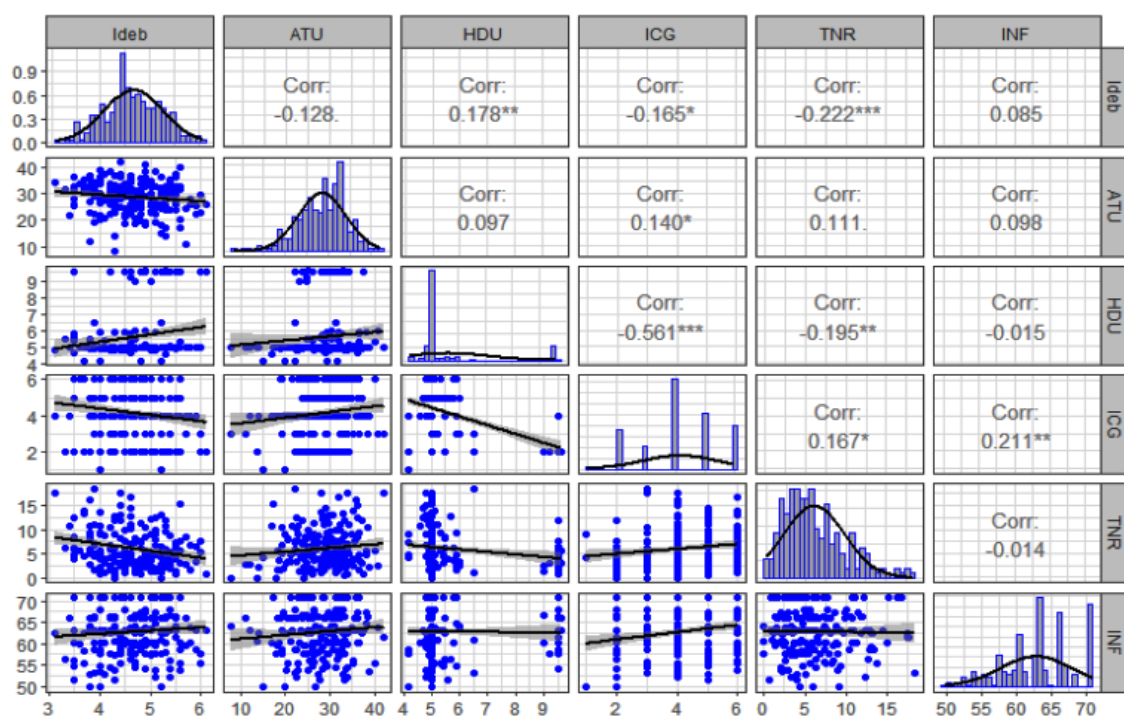 Ideb ATU HDU ICG TNR INF
0.9
0.6
0.3
0.0
Corr:
-0.128.
Corr:
0.178**
Corr:
-0.165*
Corr:
-0.222***
Corr:
0.085
Ideb
40
30
20
10
Corr:
0.097
Corr:
0.140*
Corr:
0.111.
Corr:
0.098
ATU
9
8
7
6
5
4
Corr:
-0.561***
Corr:
-0.195**
Corr:
-0.015
HDU
6
4
2
Corr:
0.167*
Corr:
0.211**
ICG
15
10
5
0
Corr:
-0.014
TNR
70
65
60
55
50
INF
3 4 5 6 10 20 30 40 4 5 6 7 8 9 2 4 6 0 5 10 15 50 55 60 65 70